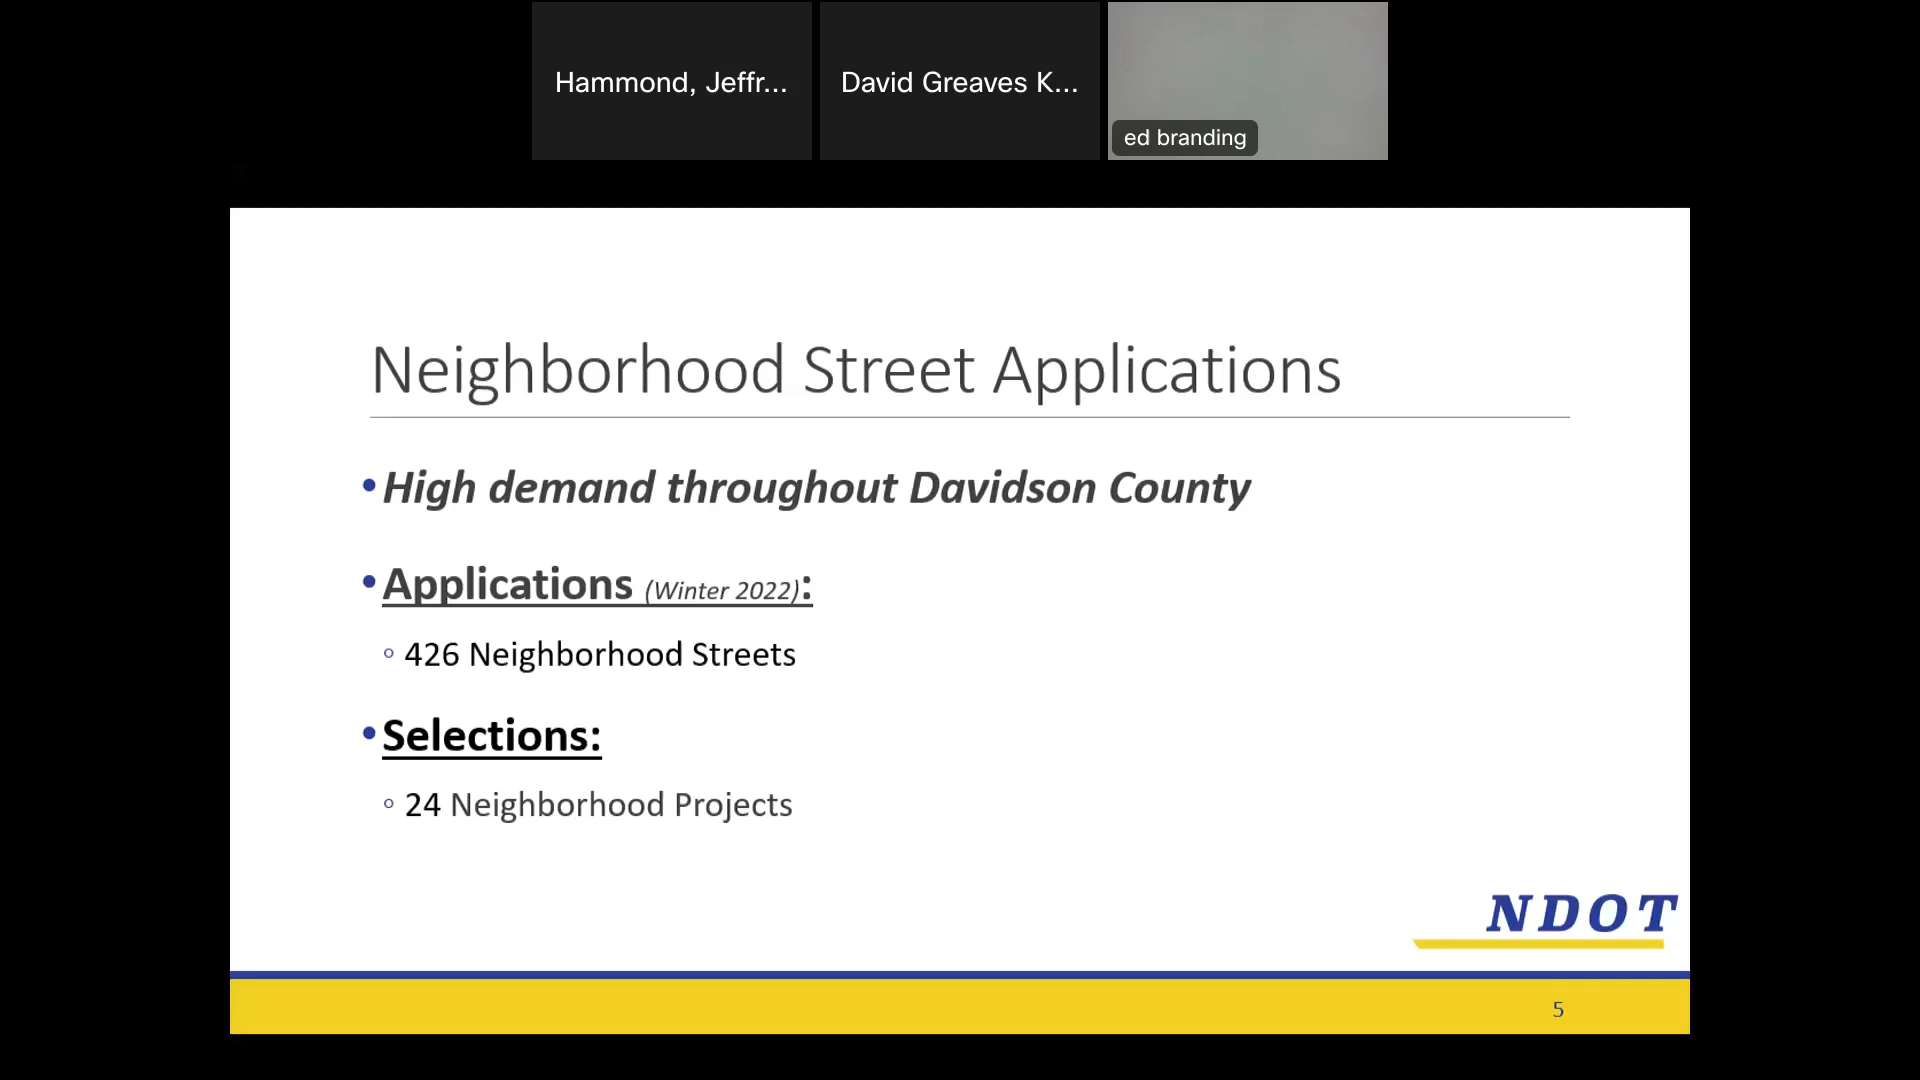 Hammond, Jeffr...
David Greaves K...
ed branding
Neighborhood Street Applications
•High demand throughout Davidson County
•Applications (Winter 2022):
◦ 426 Neighborhood Streets
•Selections:
◦ 24 Neighborhood Projects
NDOT
5